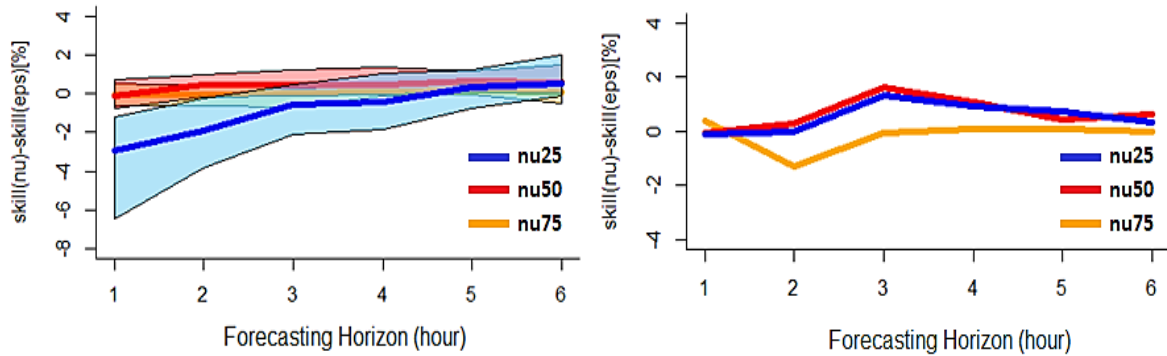 skill(nu)-skill(eps)[%]
4
2
0
-2
-4
-6
-8
nu25
nu50
nu75
1 2 3 4 5 6
Forecasting Horizon (hour)
skill(nu)-skill(eps)[%]
4
2
0
-2
-4
nu25
nu50
nu75
1 2 3 4 5 6
Forecasting Horizon (hour)